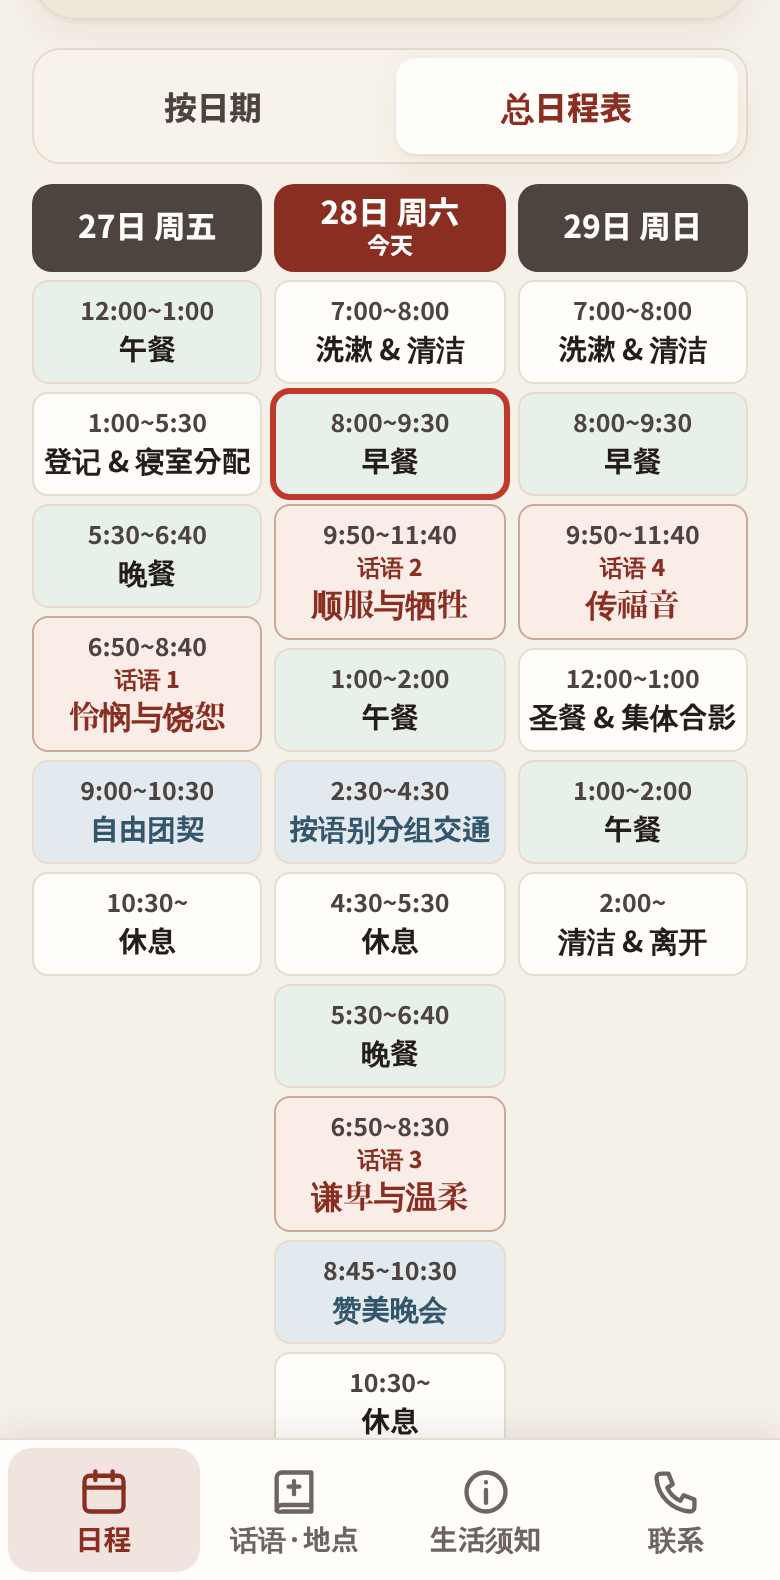 按日期
总日程表
27日 周五
12:00~1:00
午餐
1:00~5:30
登记 & 寝室分配
5:30~6:40
晚餐
6:50~8:40
话语 1
怜悯与饶恕
9:00~10:30
自由团契
10:30~
休息
28日 周六
今天
7:00~8:00
洗漱 & 清洁
8:00~9:30
早餐
9:50~11:40
话语 2
顺服与牺牲
1:00~2:00
午餐
2:30~4:30
按语别分组交通
4:30~5:30
休息
5:30~6:40
晚餐
6:50~8:30
话语 3
谦卑与温柔
8:45~10:30
赞美晚会
10:30~
休息
29日 周日
7:00~8:00
洗漱 & 清洁
8:00~9:30
早餐
9:50~11:40
话语 4
传福音
12:00~1:00
圣餐 & 集体合影
1:00~2:00
午餐
2:00~
清洁 & 离开
日程
话语·地点
生活须知
联系